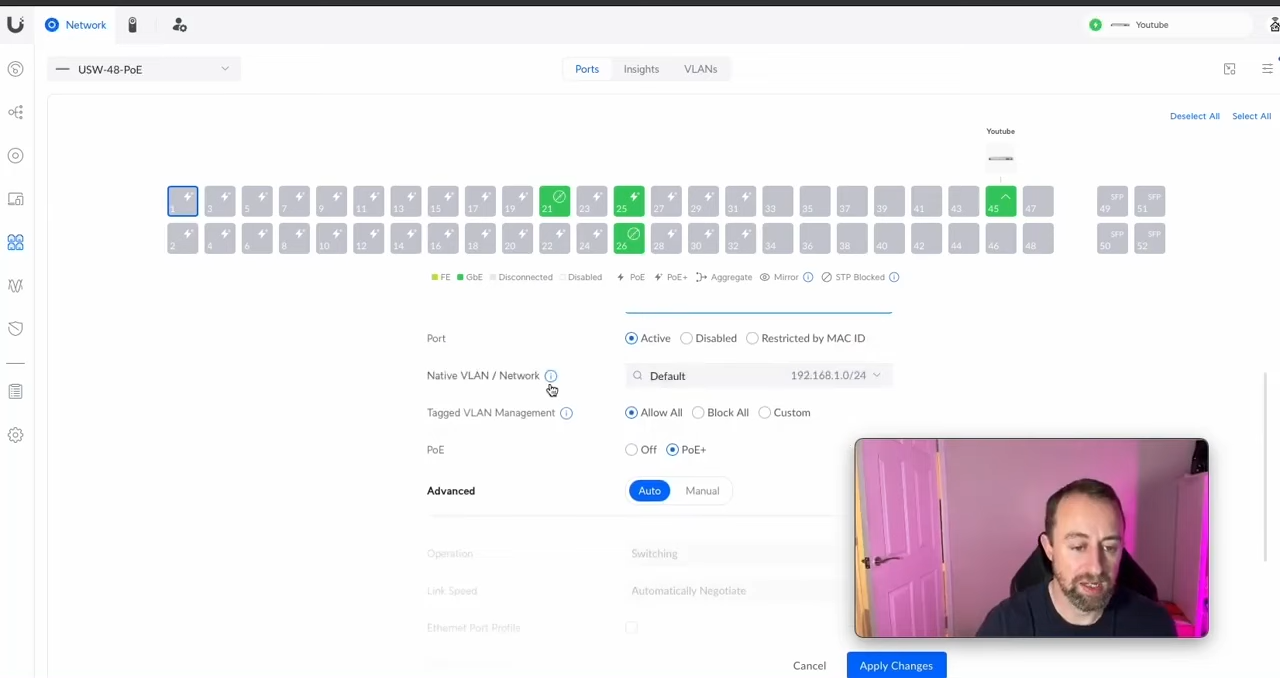 Network
Youtube
USW-48-PoE
Ports Insights VLANs
Deselect All Select All
Youtube
1 3 5 7 9 11 13 15 17 19 21 23 25 27 29 31 33 35 37 39 41 43 45 47 SFP 49 SFP 51
2 4 6 8 10 12 14 16 18 20 22 24 26 28 30 32 34 36 38 40 42 44 46 48 SFP 50 SFP 52
FE GbE Disconnected Disabled PoE PoE+ Aggregate Mirror STP Blocked
Port Active Disabled Restricted by MAC ID
Native VLAN / Network Default 192.168.1.0/24
Tagged VLAN Management Allow All Block All Custom
PoE Off PoE+
Advanced Auto Manual
Operation Switching
Link Speed Automatically Negotiate
Ethernet Port Profile
Cancel Apply Changes